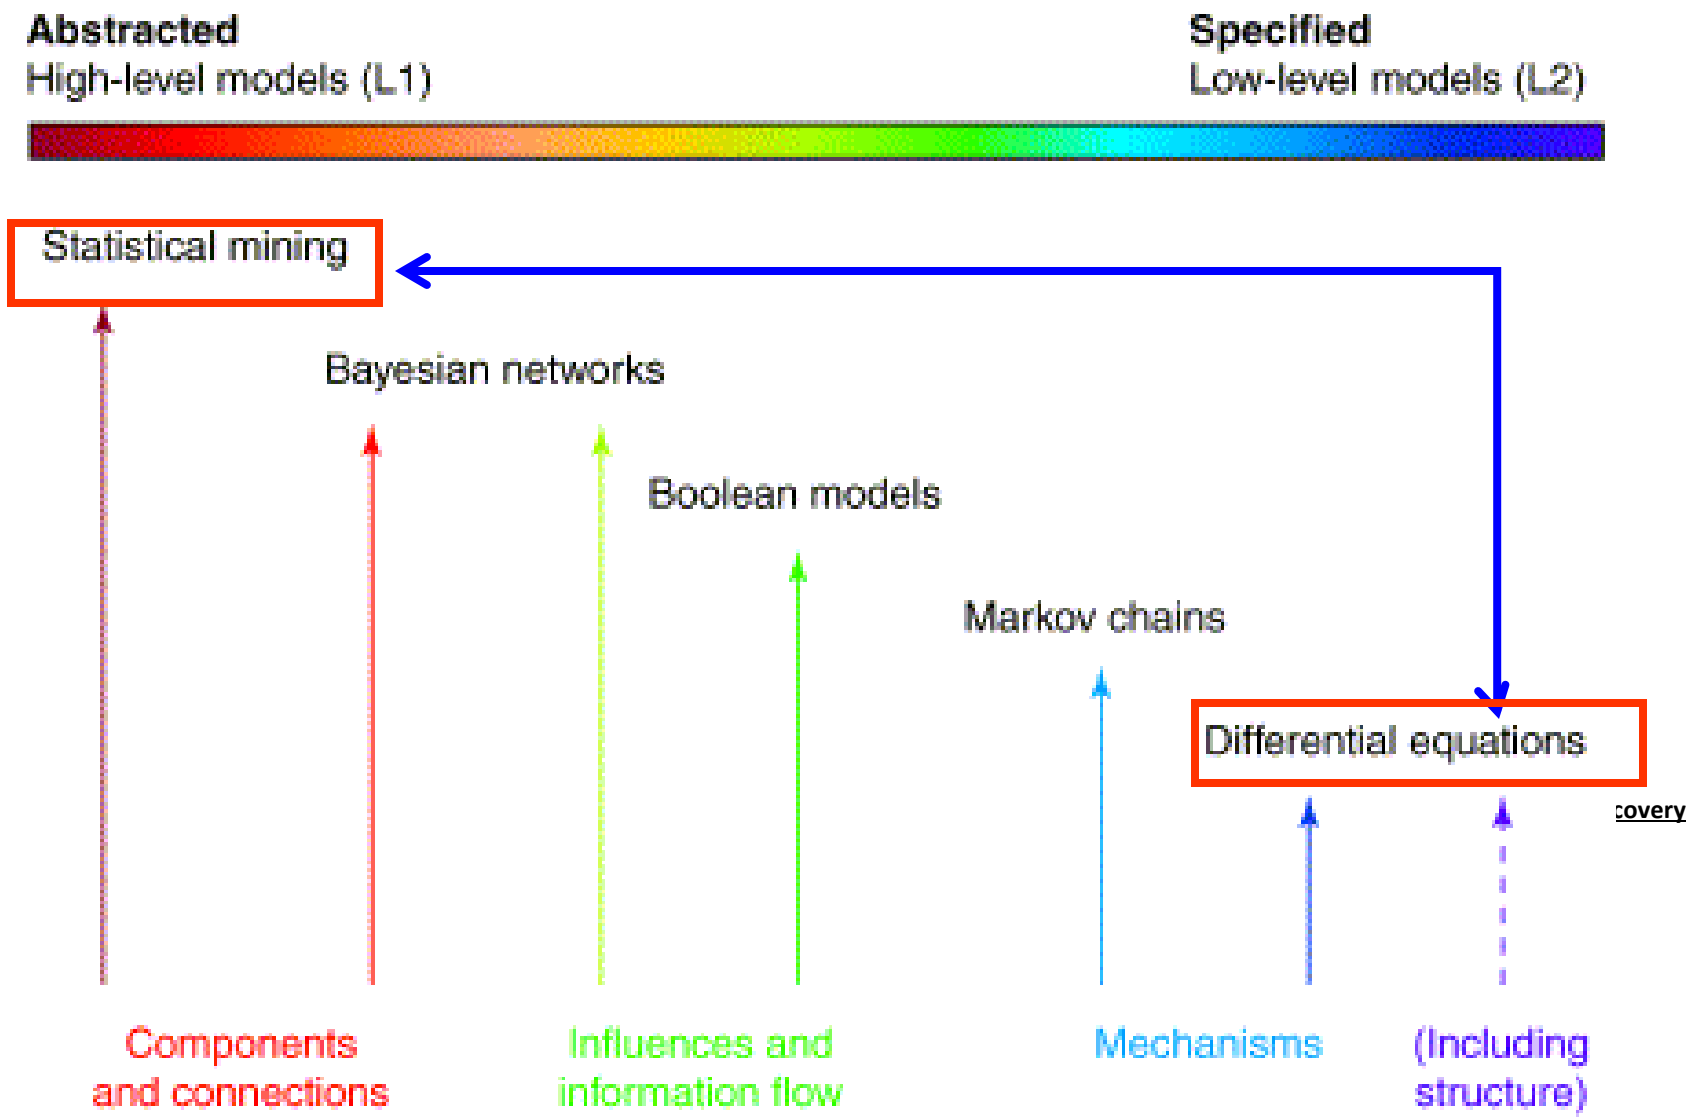 Abstracted
High-level models (L1)
Specified
Low-level models (L2)
Statistical mining
Bayesian networks
Boolean models
Markov chains
Differential equations
covery
Components
and connections
Influences and
information flow
Mechanisms
(Including
structure)